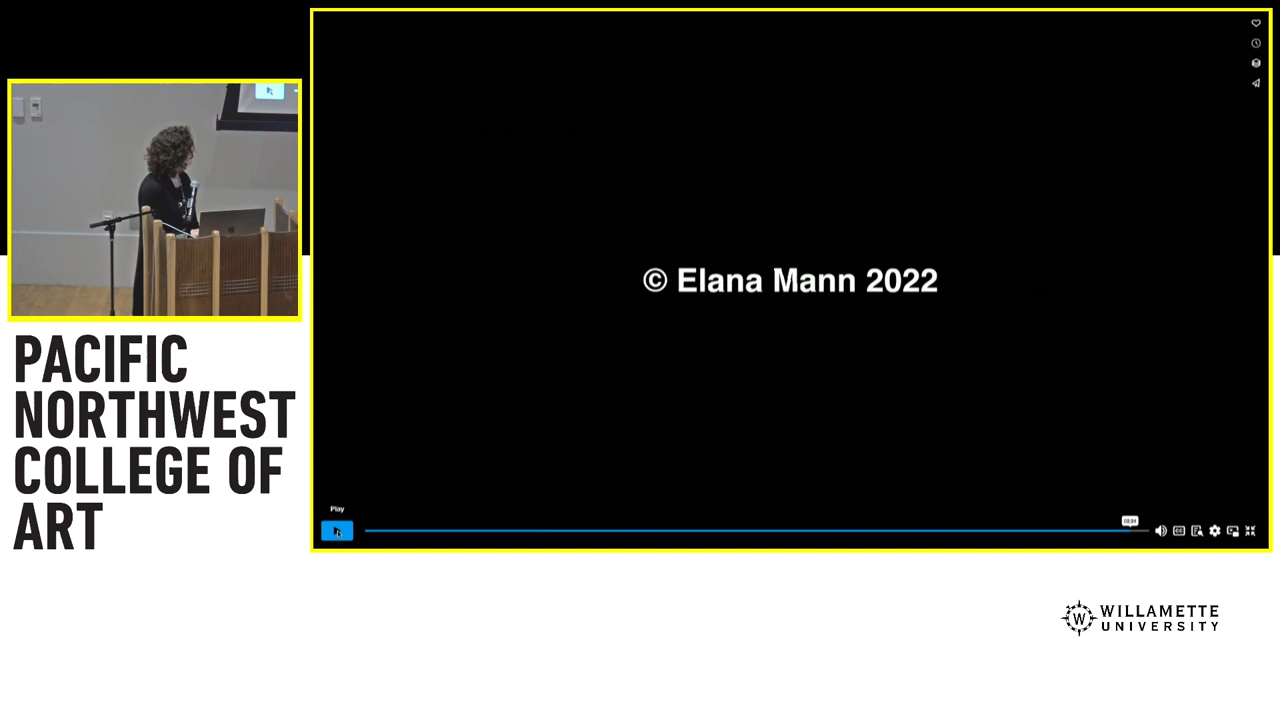 © Elana Mann 2022
Play
PACIFIC
NORTHWEST
COLLEGE OF
ART
W
WILLAMETTE
UNIVERSITY